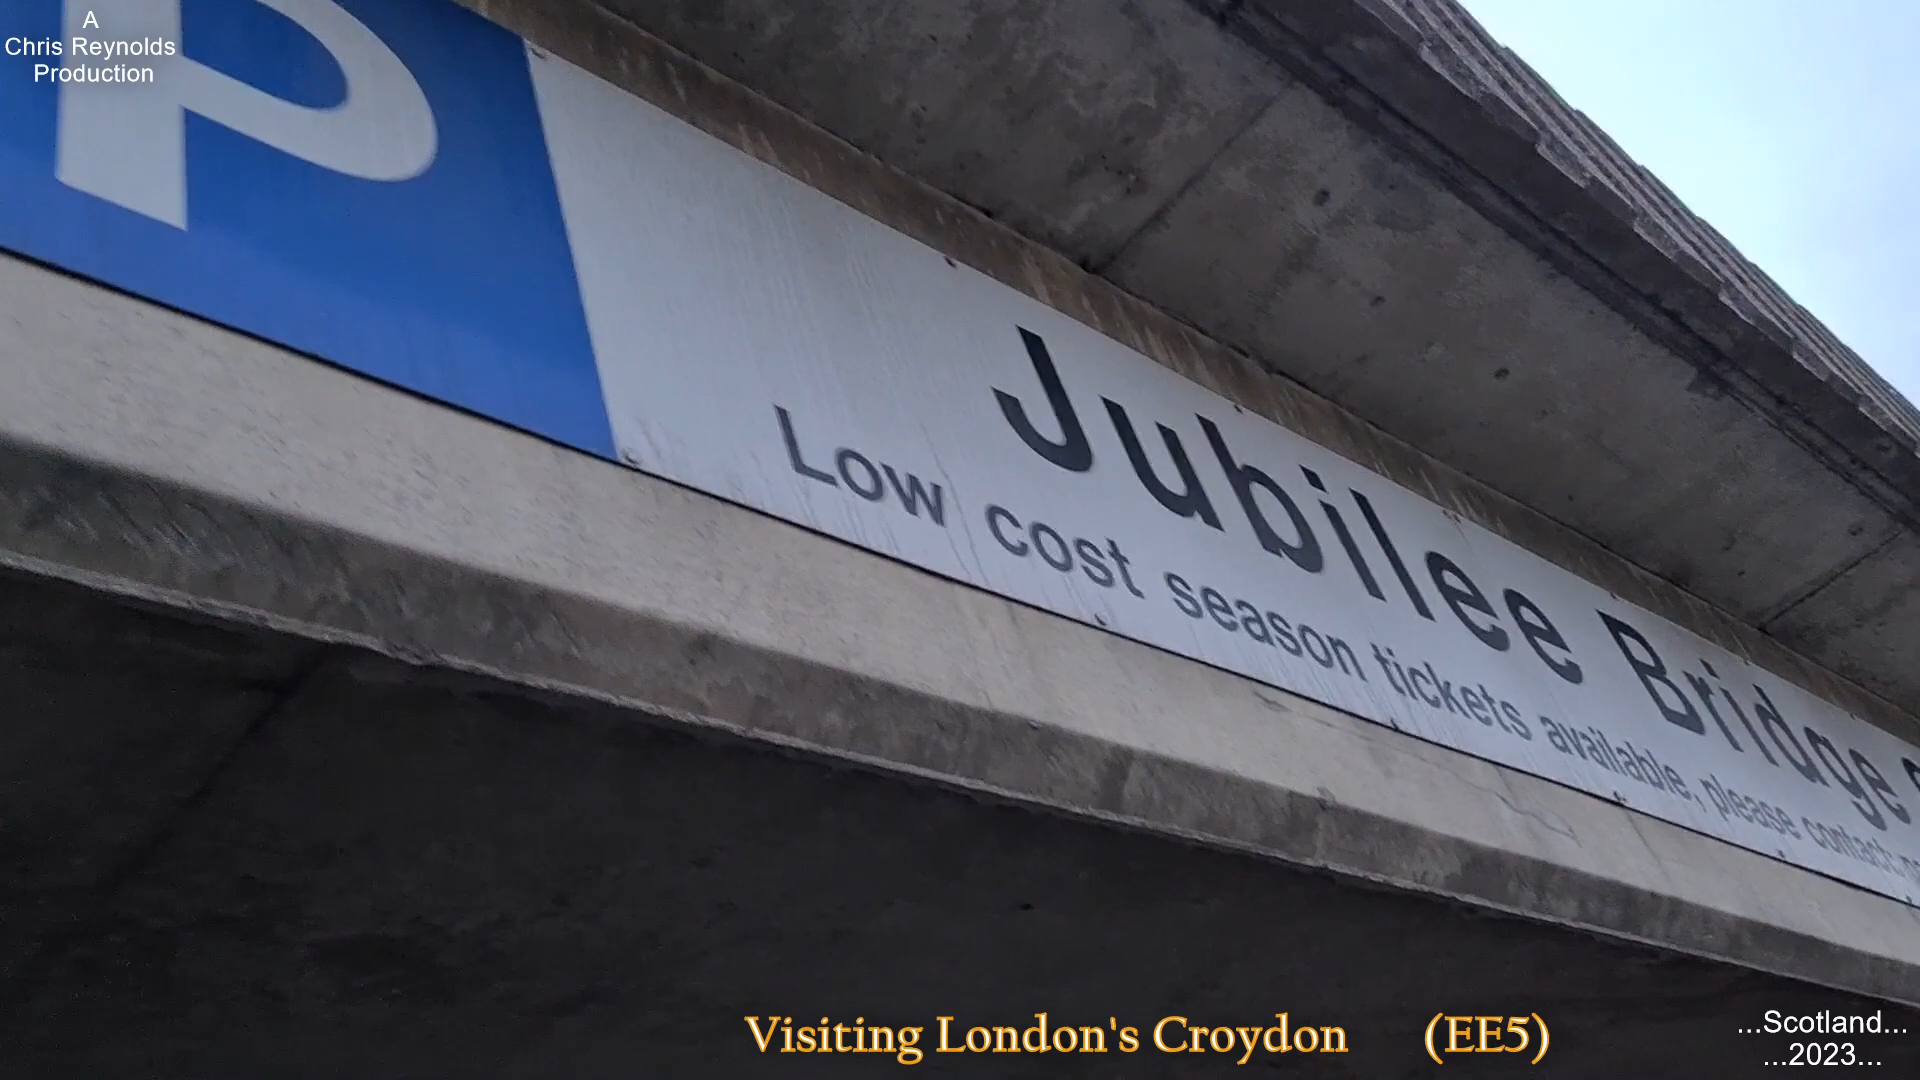 A
Chris Reynolds
Production
P
Jubilee Bridge
Low cost season tickets available, please contact
Visiting London's Croydon (EE5)
...Scotland...
...2023...